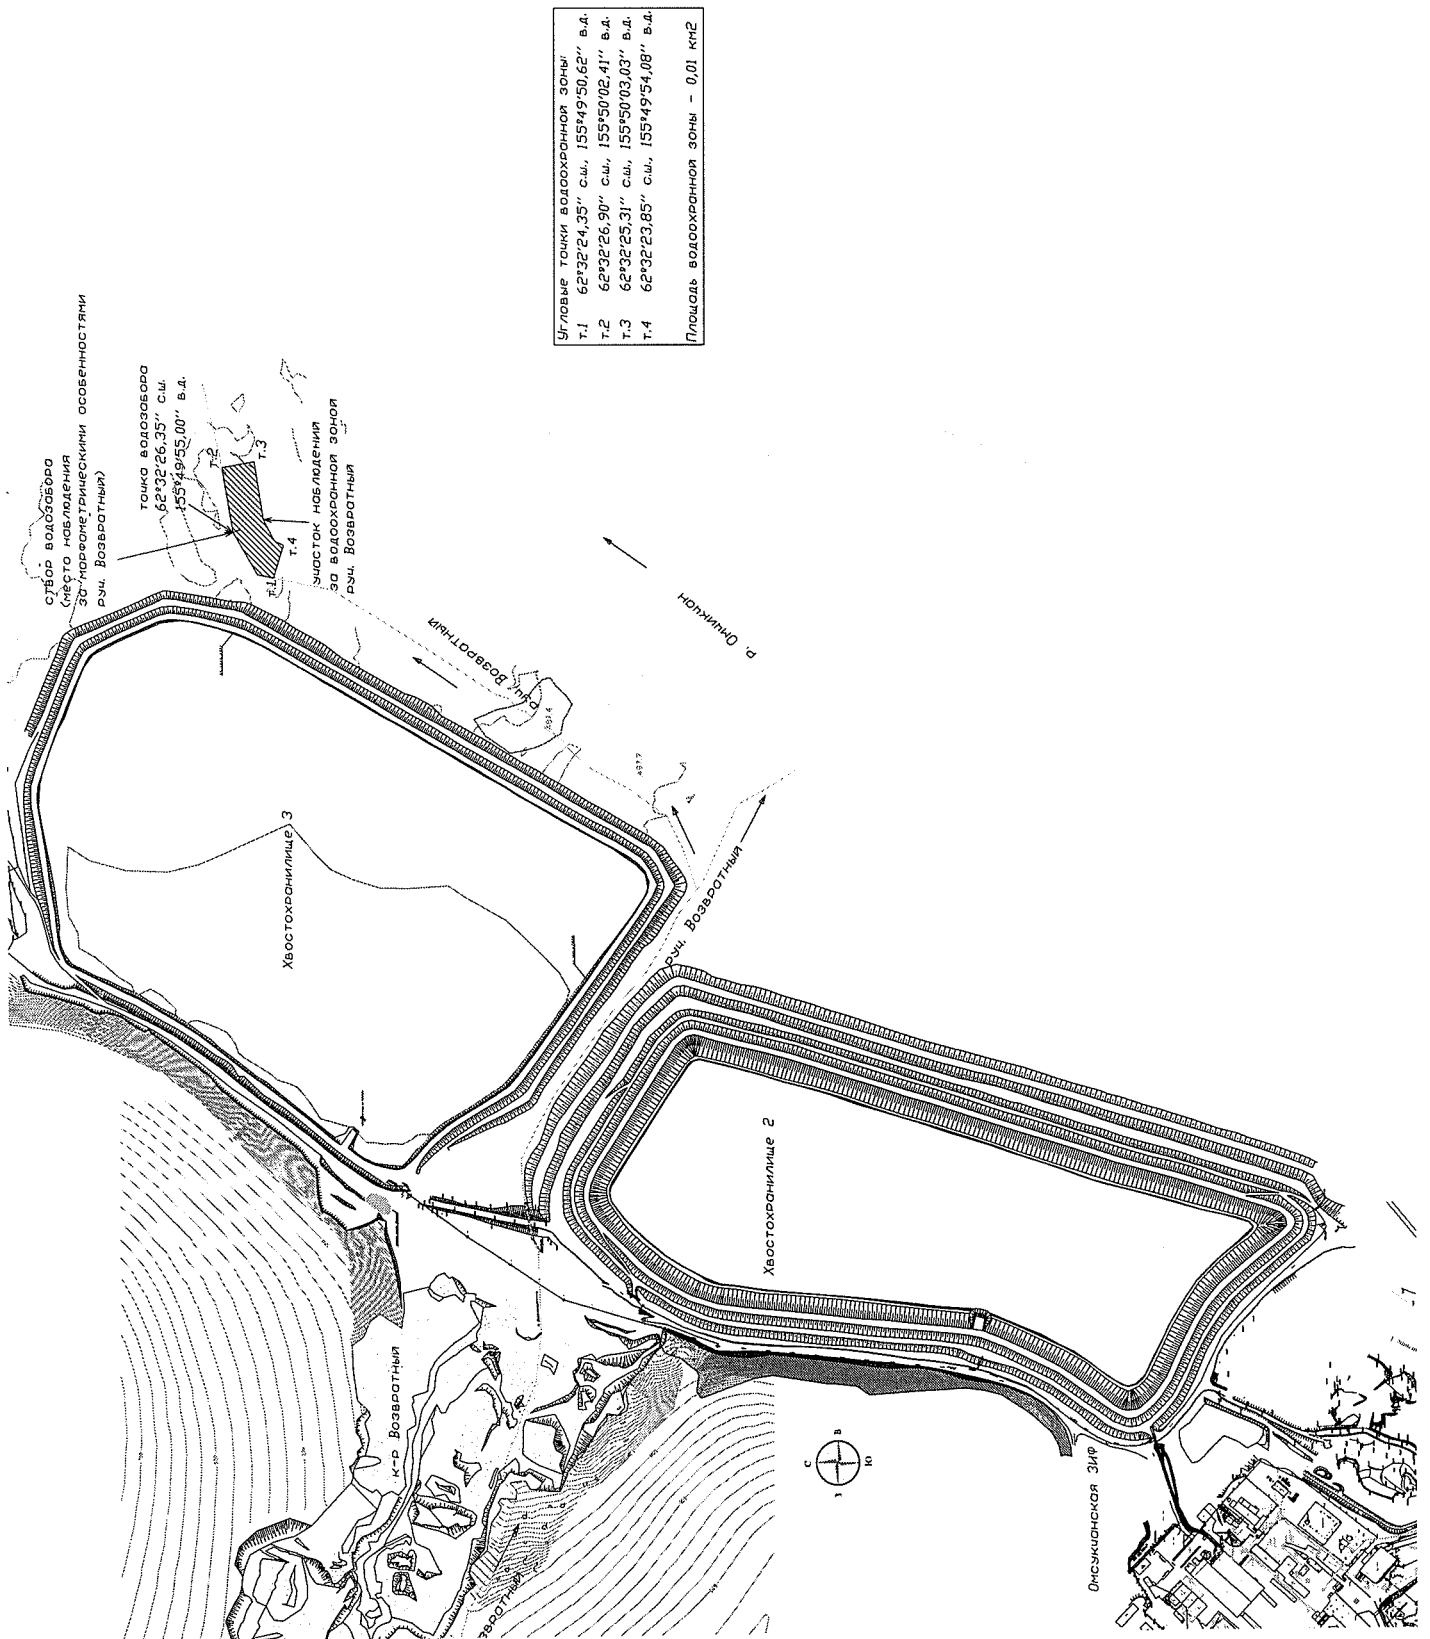 створ водозабора
(место наблюдения
за морфометрическими особенностями
руч. Возвратный)
точка водозабора
62°32'26,35'' с.ш.
155°49'55,00'' в.д.
т.2
т.3
т.1
т.4
участок наблюдений
за водоохранной зоной
руч. Возвратный
Угловые точки водоохранной зоны:
т.1 62°32'24,35'' с.ш., 155°49'50,62'' в.д.
т.2 62°32'26,90'' с.ш., 155°50'02,41'' в.д.
т.3 62°32'25,31'' с.ш., 155°50'03,03'' в.д.
т.4 62°32'23,85'' с.ш., 155°49'54,08'' в.д.
Площадь водоохранной зоны - 0,01 км2
руч. Возвратный
р. Омчикчан
497.7
Хвостохранилище 3
руч. Возвратный
Хвостохранилище 2
к-р Возвратный
С
В
Ю
З
Омсукчанская ЗИФ